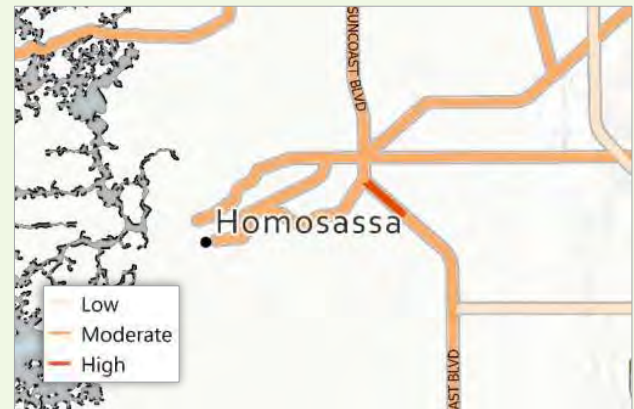 SUNCOAST BLVD
Homosassa
Low
Moderate
High
AST BLVD